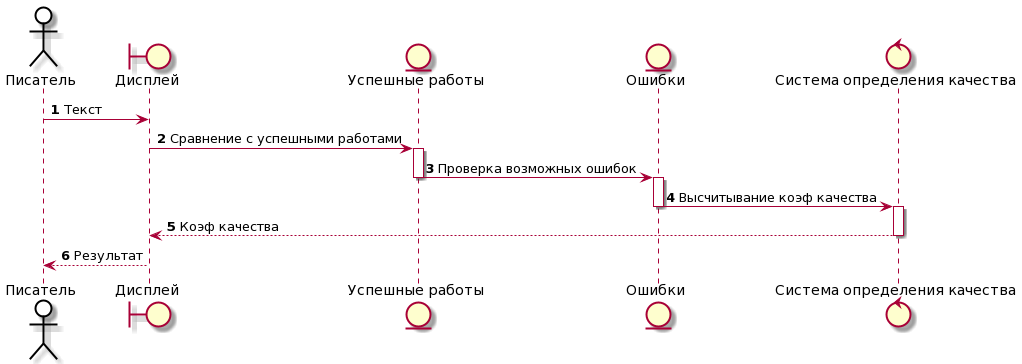 Писатель Дисплей Успешные работы Ошибки Система определения качества
1 Текст
2 Сравнение с успешными работами
3 Проверка возможных ошибок
4 Высчитывание коэф качества
5 Коэф качества
6 Результат
Писатель Дисплей Успешные работы Ошибки Система определения качества